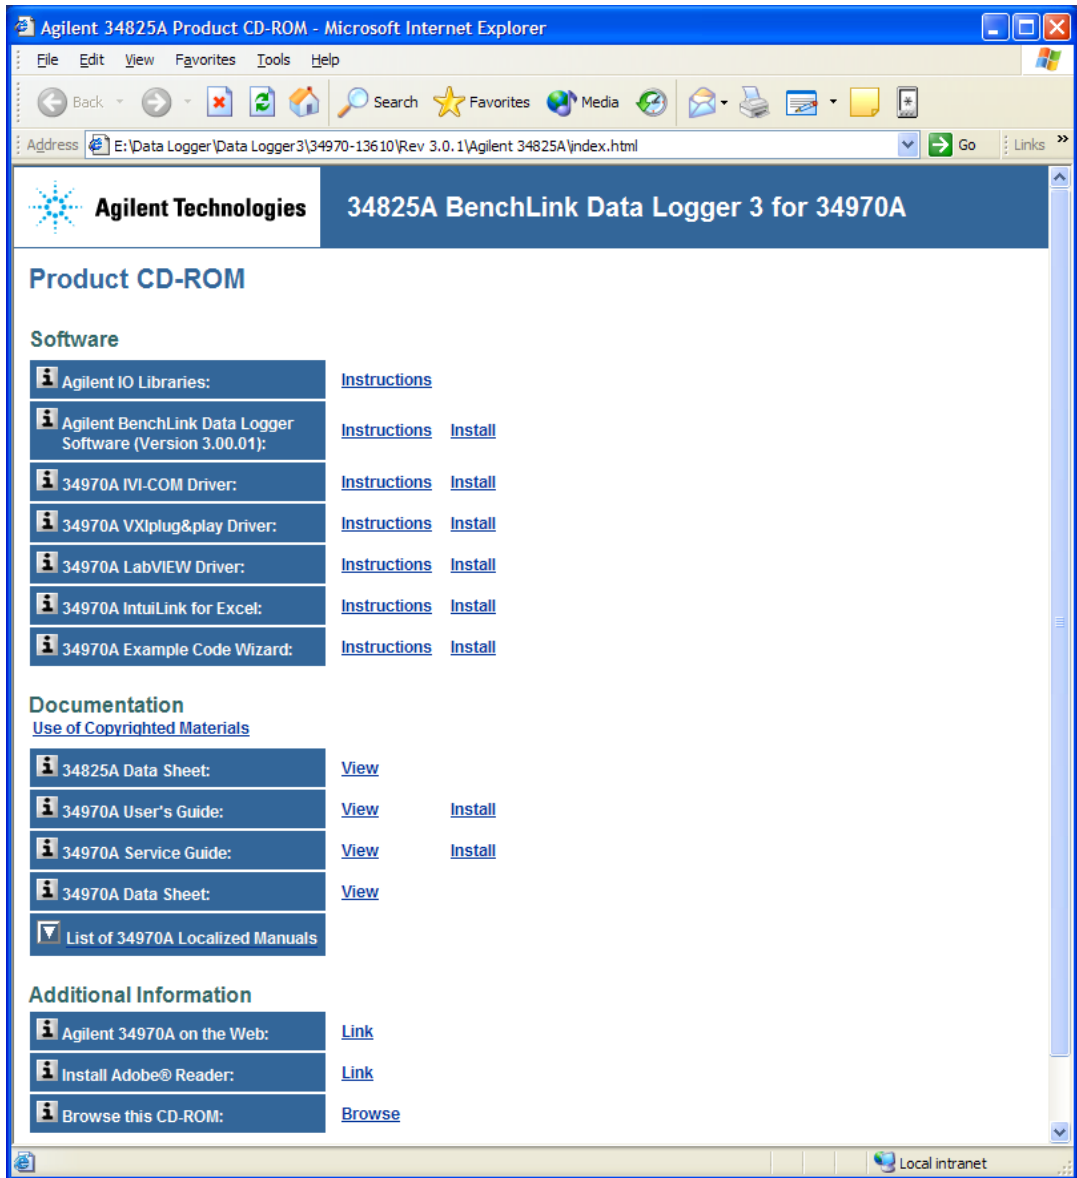 Agilent 34825A Product CD-ROM - Microsoft Internet Explorer
File Edit View Favorites Tools Help
Back Search Favorites Media
Address E:\Data Logger\Data Logger3\34970-13610\Rev 3.0.1\Agilent 34825A\index.html Go Links »
Agilent Technologies 34825A BenchLink Data Logger 3 for 34970A
Product CD-ROM
Software
Agilent IO Libraries: Instructions
Agilent BenchLink Data Logger
Software (Version 3.00.01): Instructions Install
34970A IVI-COM Driver: Instructions Install
34970A VXIplug&play Driver: Instructions Install
34970A LabVIEW Driver: Instructions Install
34970A IntuiLink for Excel: Instructions Install
34970A Example Code Wizard: Instructions Install
Documentation
Use of Copyrighted Materials
34825A Data Sheet: View
34970A User's Guide: View Install
34970A Service Guide: View Install
34970A Data Sheet: View
List of 34970A Localized Manuals
Additional Information
Agilent 34970A on the Web: Link
Install Adobe® Reader: Link
Browse this CD-ROM: Browse
Local intranet